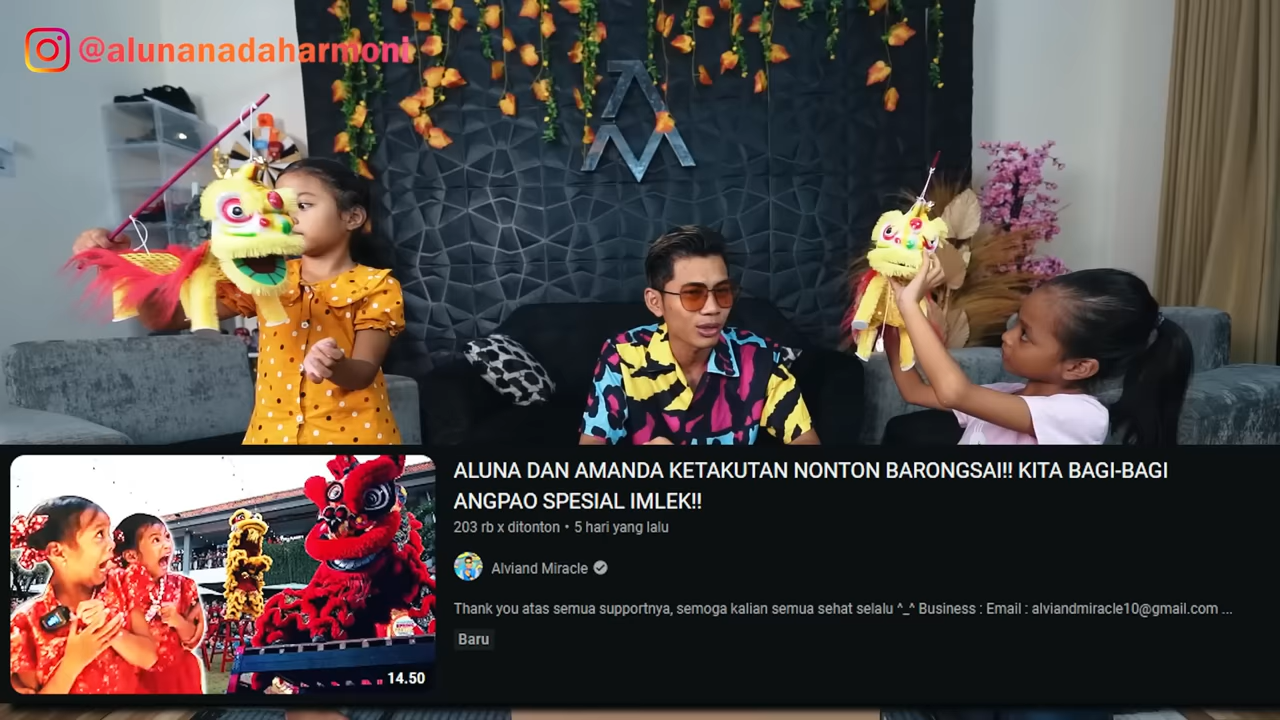 @alunanadaharmoni
ALUNA DAN AMANDA KETAKUTAN NONTON BARONGSAI!! KITA BAGI-BAGI
ANGPAO SPESIAL IMLEK!!
203 rb x ditonton • 5 hari yang lalu
Alviand Miracle
Thank you atas semua supportnya, semoga kalian semua sehat selalu ^_^ Business : Email : alviandmiracle10@gmail.com ...
Baru
14.50